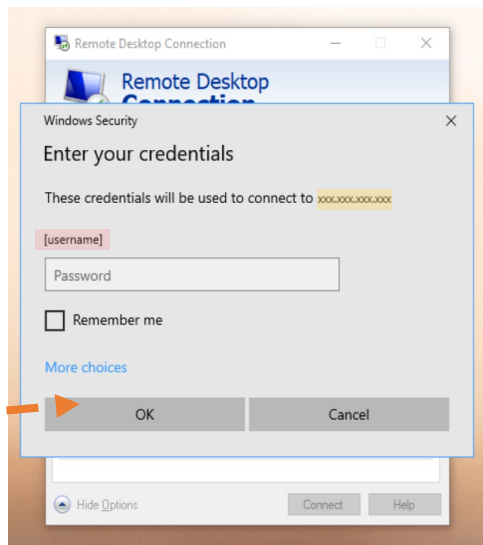 Remote Desktop Connection
Remote Desktop
Connection
Windows Security
Enter your credentials
These credentials will be used to connect to xxx.xxx.xxx.xxx
[username]
Password
Remember me
More choices
OK Cancel
Hide Options Connect Help